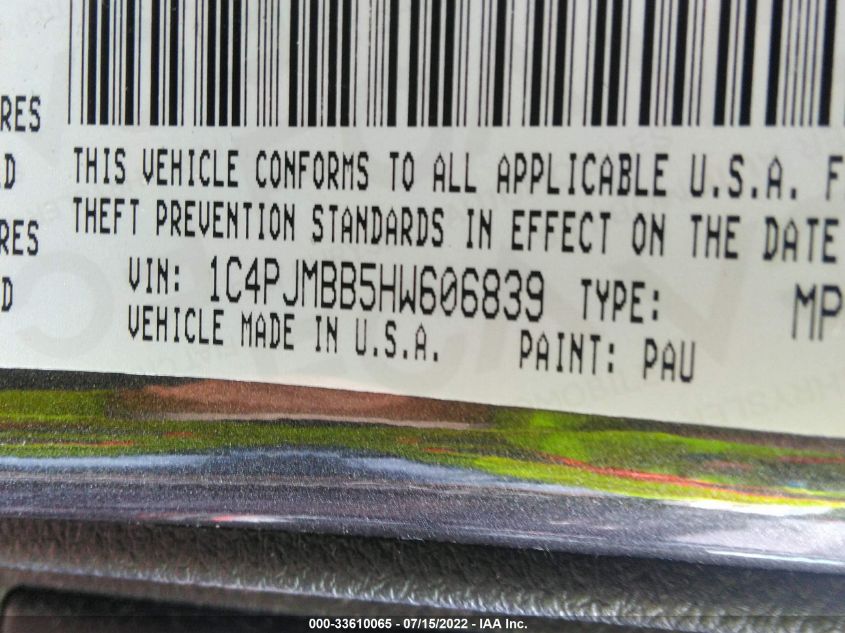 RES
D
RES
D
THIS VEHICLE CONFORMS TO ALL APPLICABLE U.S.A. F
THEFT PREVENTION STANDARDS IN EFFECT ON THE DATE
VIN: 1C4PJMBB5HW606839 TYPE: MP
VEHICLE MADE IN U.S.A. PAINT: PAU
000-33610065 - 07/15/2022 - IAA Inc.